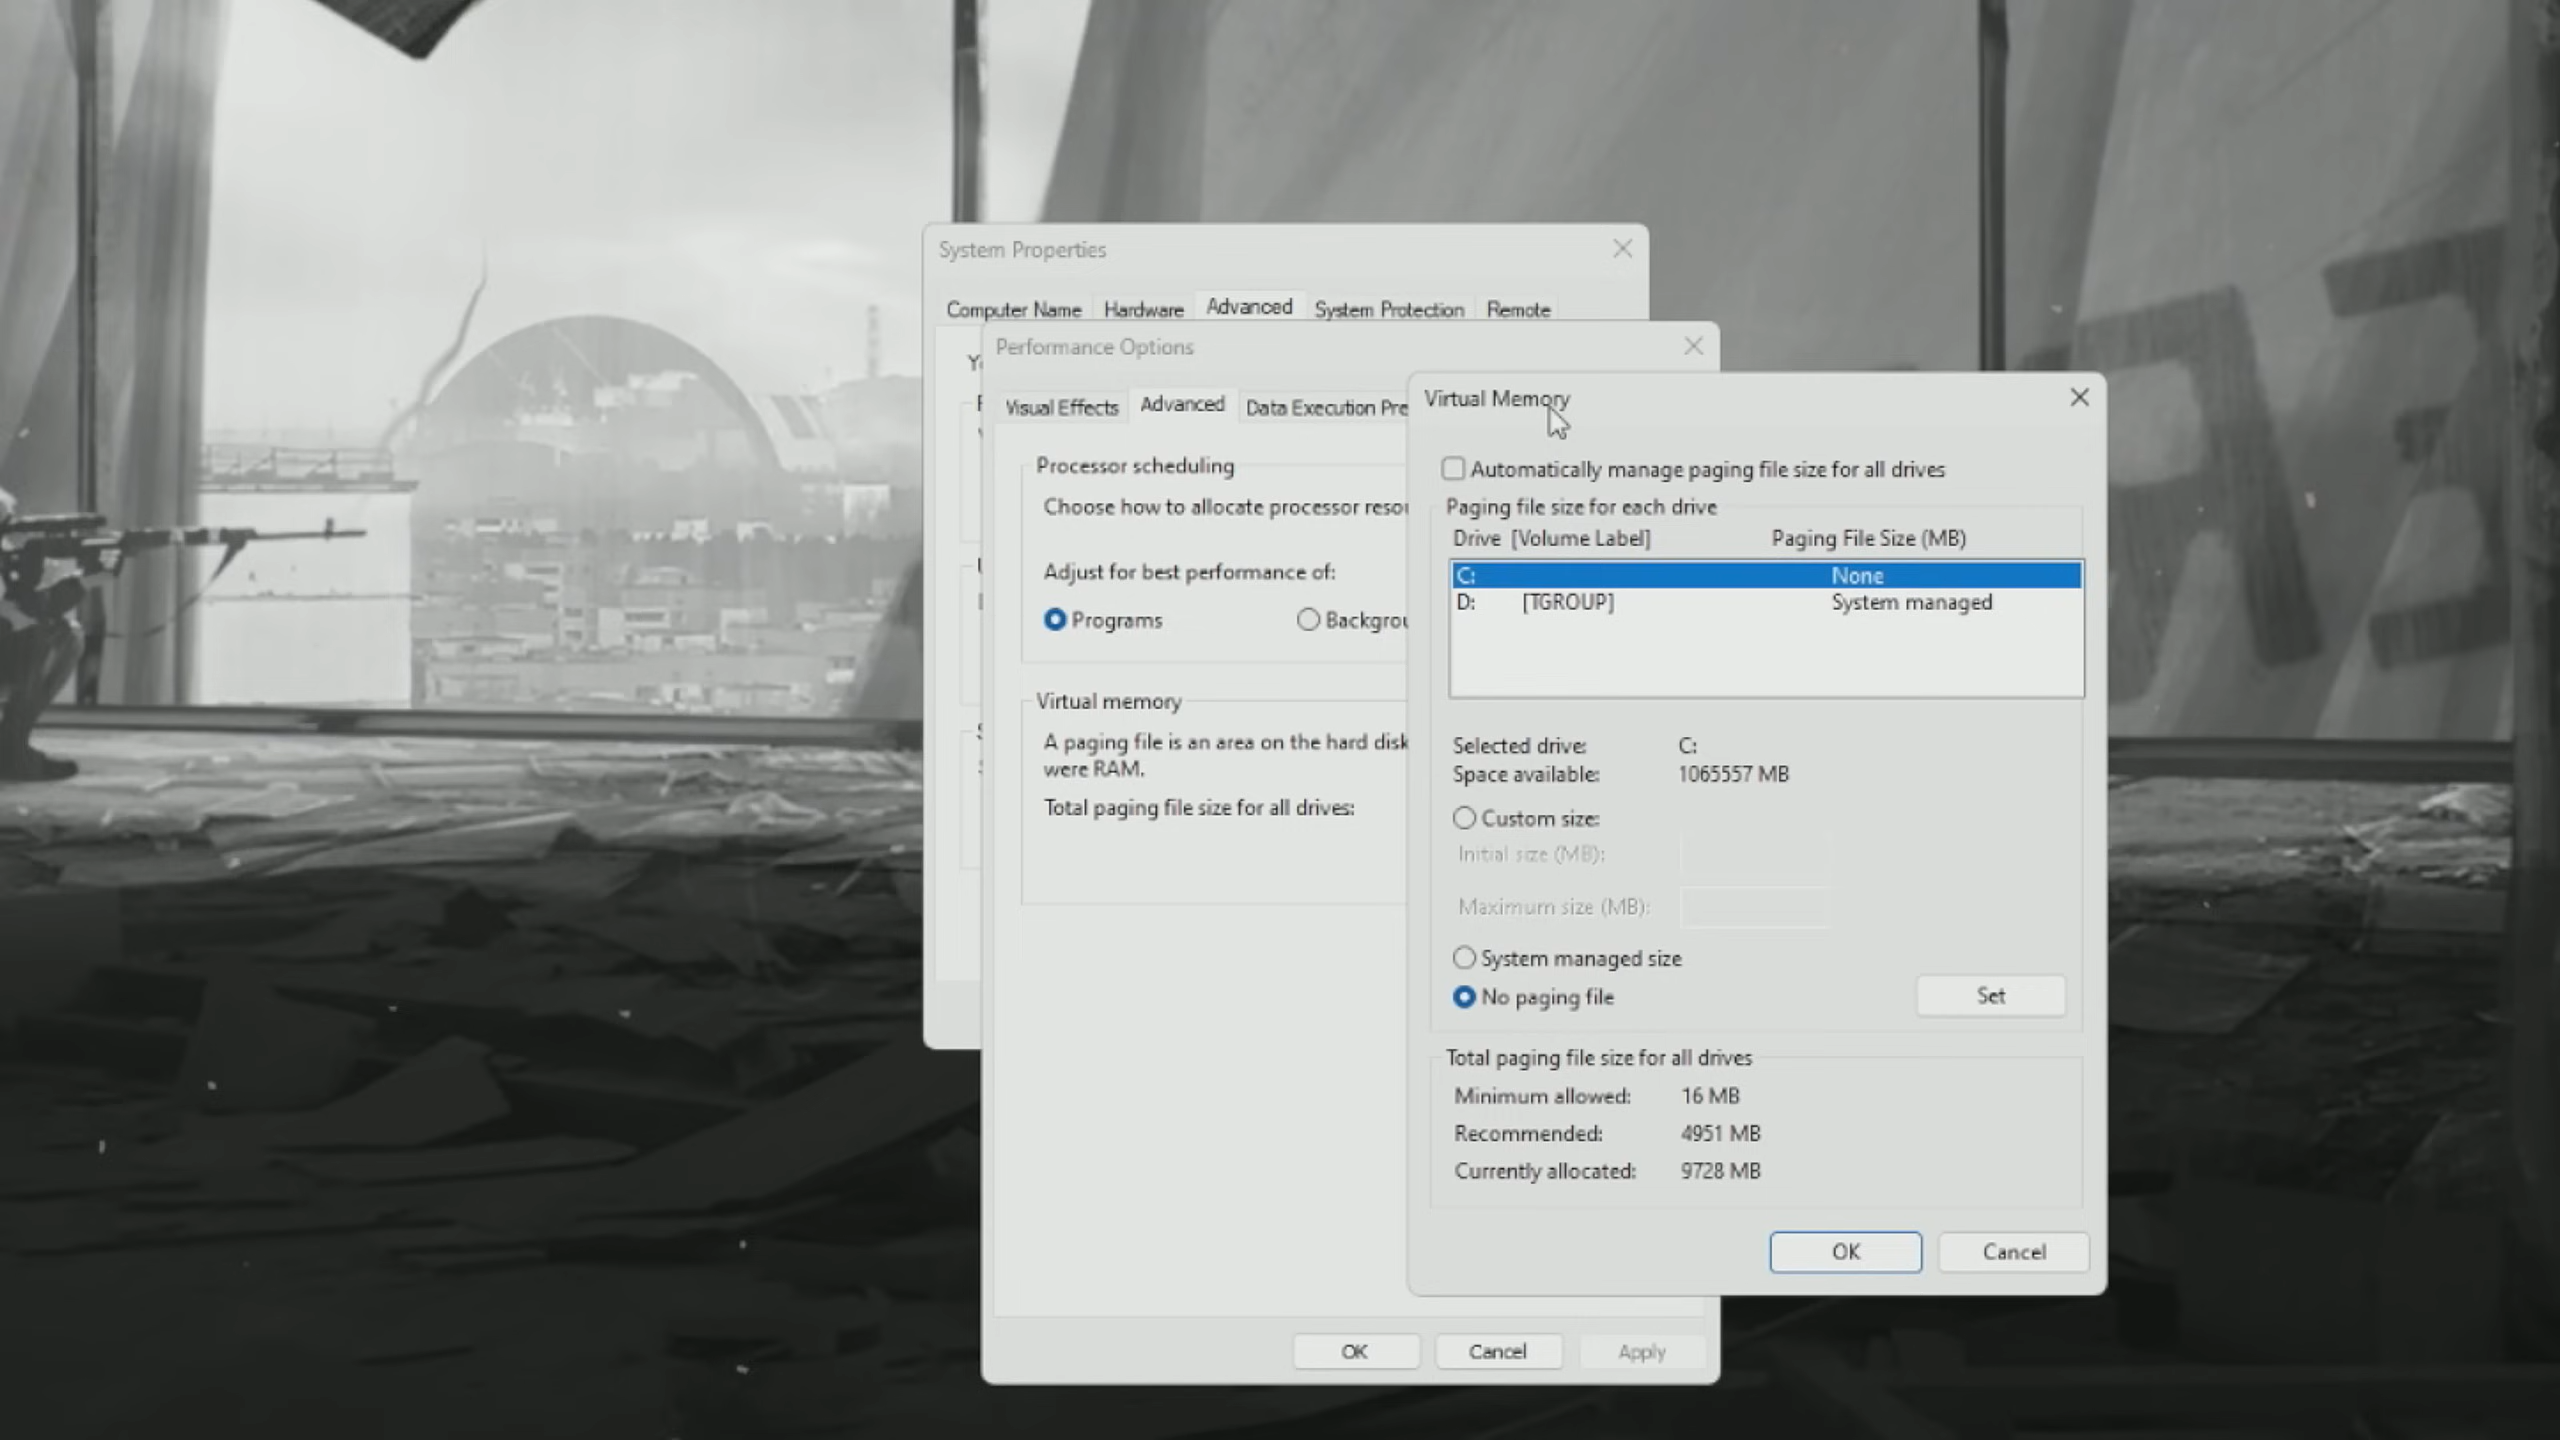 System Properties
Computer Name
Hardware
Advanced
System Protection
Remote
Performance Options
Visual Effects
Advanced
Data Execution Pre
Processor scheduling
Choose how to allocate processor reso
Adjust for best performance of:
Programs
Backgrou
Virtual memory
A paging file is an area on the hard disk
were RAM.
Total paging file size for all drives:
OK
Cancel
Apply
Virtual Memory
Automatically manage paging file size for all drives
Paging file size for each drive
Drive [Volume Label]
Paging File Size (MB)
C:
None
D:
[TGROUP]
System managed
Selected drive:
C:
Space available:
1065557 MB
Custom size:
Initial size (MB):
Maximum size (MB):
System managed size
No paging file
Set
Total paging file size for all drives
Minimum allowed:
16 MB
Recommended:
4951 MB
Currently allocated:
9728 MB
OK
Cancel